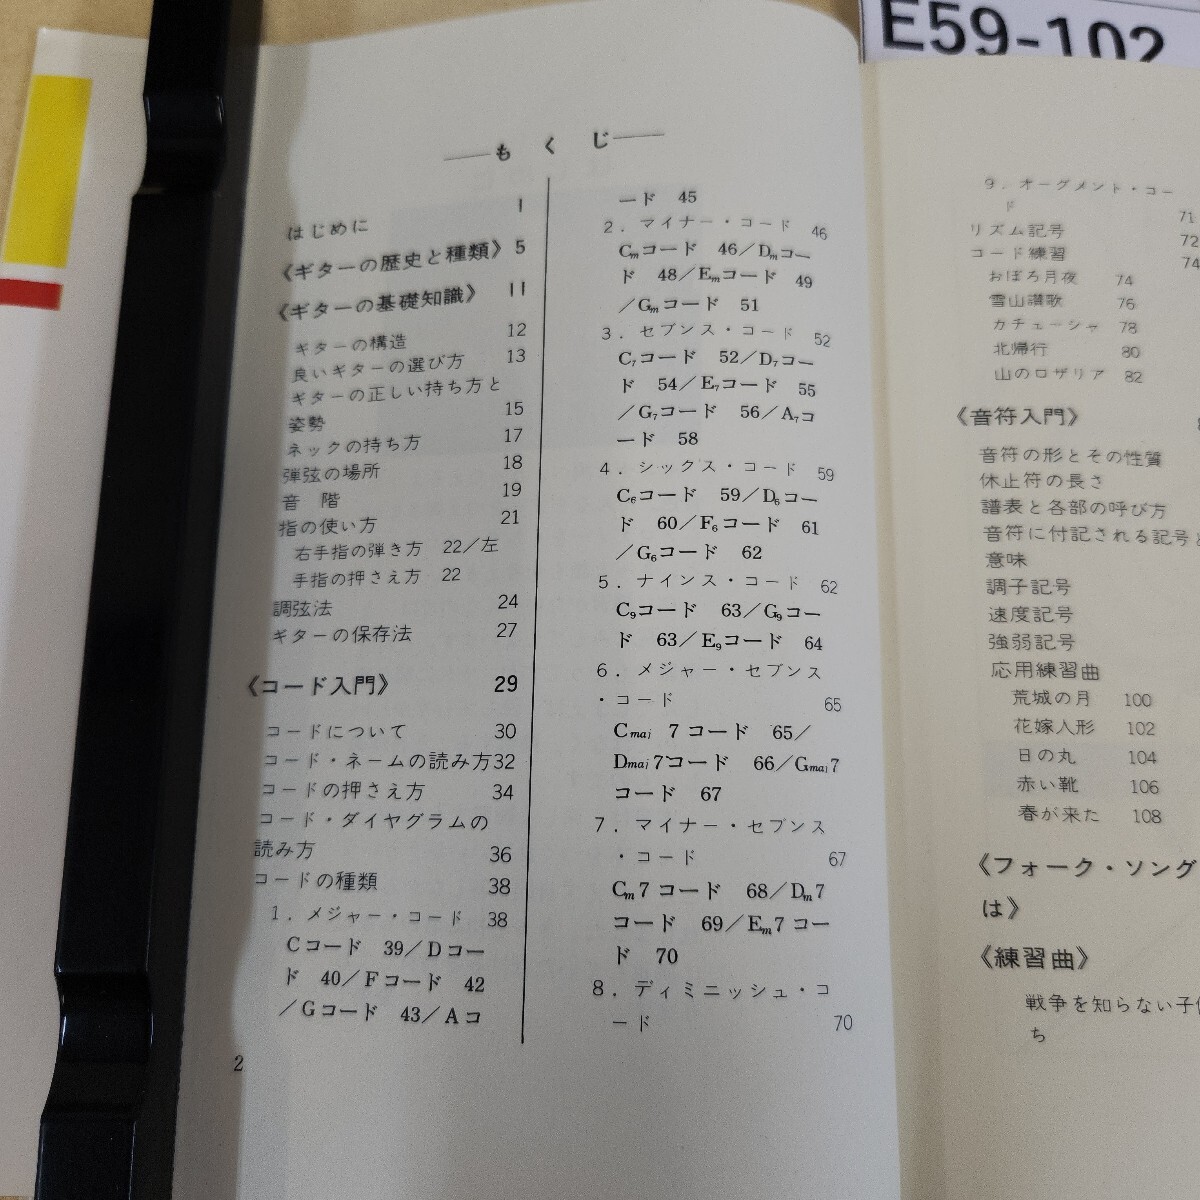 E59-102
もくじ
はじめに 1
《ギターの歴史と種類》 5
《ギターの基礎知識》 11
ギターの構造 12
良いギターの選び方 13
ギターの正しい持ち方と
姿勢 15
ネックの持ち方 17
弾弦の場所 18
音 階 19
指の使い方 21
右手指の弾き方 22／左
手指の押さえ方 22
調弦法 24
ギターの保存法 27
《コード入門》 29
コードについて 30
コード・ネームの読み方32
コードの押さえ方 34
コード・ダイヤグラムの
読み方 36
コードの種類 38
1．メジャー・コード 38
Cコード 39／Dコー
ド 40／Fコード 42
／Gコード 43／Aコ
2
ード 45
2．マイナー・コード 46
Cmコード 46／Dmコー
ド 48／Emコード 49
／Gmコード 51
3．セブンス・コード 52
C7コード 52／D7コー
ド 54／E7コード 55
／G7コード 56／A7コ
ード 58
4．シックス・コード 59
C6コード 59／D6コー
ド 60／F6コード 61
／G6コード 62
5．ナインス・コード 62
C9コード 63／G9コー
ド 63／E9コード 64
6．メジャー・セブンス
・コード 65
Cmaj 7 コード 65／
Dmaj 7コード 66／Gmaj 7
コード 67
7．マイナー・セブンス
・コード 67
Cm 7 コード 68／Dm 7
コード 69／Em 7 コー
ド 70
8．ディミニッシュ・コ
ード 70
9．オーグメント・コー
ド 71
リズム記号 72
コード練習 74
おぼろ月夜 74
雪山讃歌 76
カチューシャ 78
北帰行 80
山のロザリア 82
《音符入門》
音符の形とその性質
休止符の長さ
譜表と各部の呼び方
音符に付記される記号と
意味
調子記号
速度記号
強弱記号
応用練習曲
荒城の月 100
花嫁人形 102
日の丸 104
赤い靴 106
春が来た 108
《フォーク・ソング
は》
《練習曲》
戦争を知らない子供
ち